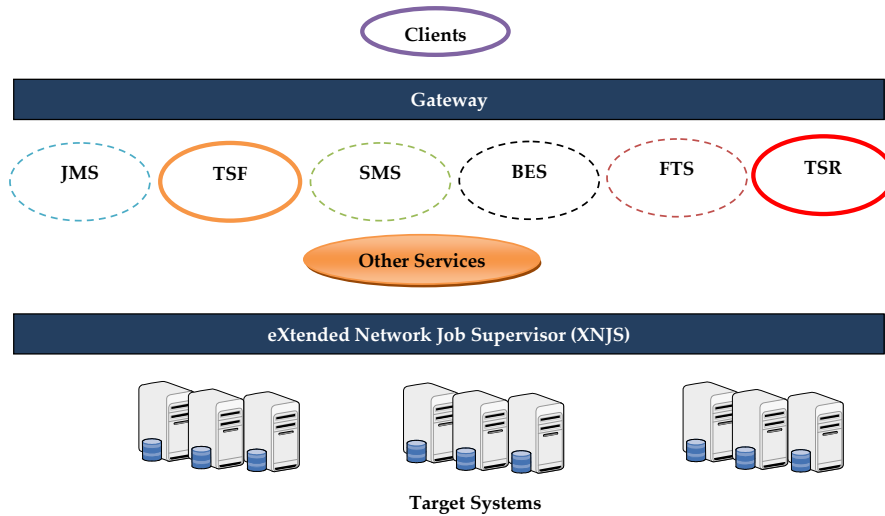 Clients
Gateway
JMS
TSF
SMS
BES
FTS
TSR
Other Services
eXtended Network Job Supervisor (XNJS)
Target Systems